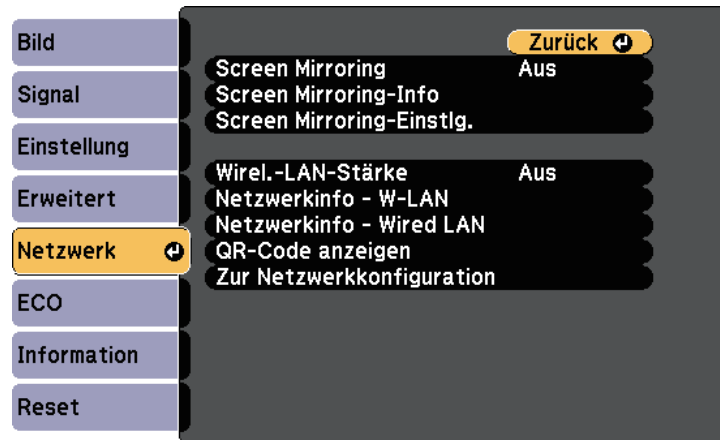 Bild
Signal
Einstellung
Erweitert
Netzwerk
ECO
Information
Reset
Zurück
Screen Mirroring Aus
Screen Mirroring-Info
Screen Mirroring-Einstlg.
Wirel.-LAN-Stärke Aus
Netzwerkinfo - W-LAN
Netzwerkinfo - Wired LAN
QR-Code anzeigen
Zur Netzwerkkonfiguration